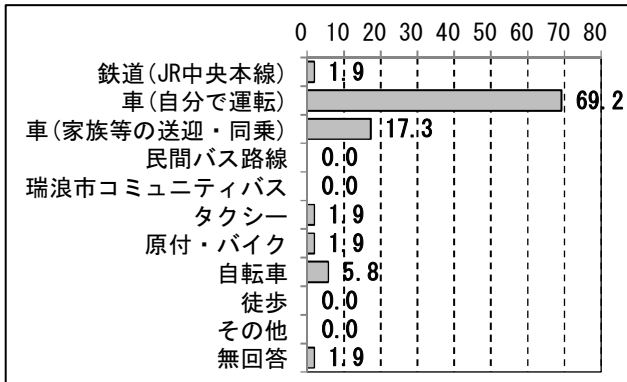 0 10 20 30 40 50 60 70 80
鉄道(JR中央本線) 1.9
車(自分で運転) 69.2
車(家族等の送迎・同乗) 17.3
民間バス路線 0.0
瑞浪市コミュニティバス 0.0
タクシー 1.9
原付・バイク 1.9
自転車 5.8
徒歩 0.0
その他 0.0
無回答 1.9